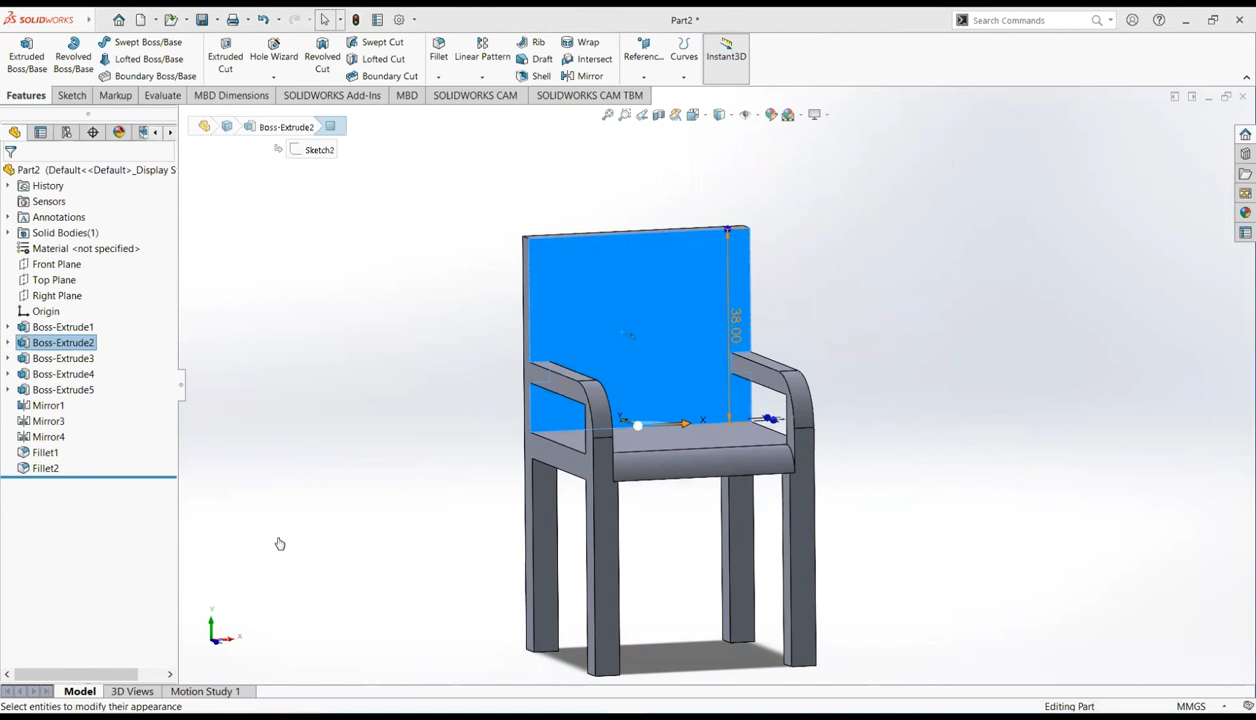 SOLIDWORKS
Part2 *
Search Commands
Extruded Boss/Base
Revolved Boss/Base
Swept Boss/Base
Lofted Boss/Base
Boundary Boss/Base
Extruded Cut
Hole Wizard
Revolved Cut
Swept Cut
Lofted Cut
Boundary Cut
Fillet
Linear Pattern
Rib
Draft
Shell
Wrap
Intersect
Mirror
Referenc...
Curves
Instant3D
Features
Sketch
Markup
Evaluate
MBD Dimensions
SOLIDWORKS Add-Ins
MBD
SOLIDWORKS CAM
SOLIDWORKS CAM TBM
Boss-Extrude2
Sketch2
Part2 (Default<<Default>_Display S
History
Sensors
Annotations
Solid Bodies(1)
Material <not specified>
Front Plane
Top Plane
Right Plane
Origin
Boss-Extrude1
Boss-Extrude2
Boss-Extrude3
Boss-Extrude4
Boss-Extrude5
Mirror1
Mirror3
Mirror4
Fillet1
Fillet2
38.00
Y
X
Y
X
Model
3D Views
Motion Study 1
Select entities to modify their appearance
Editing Part
MMGS